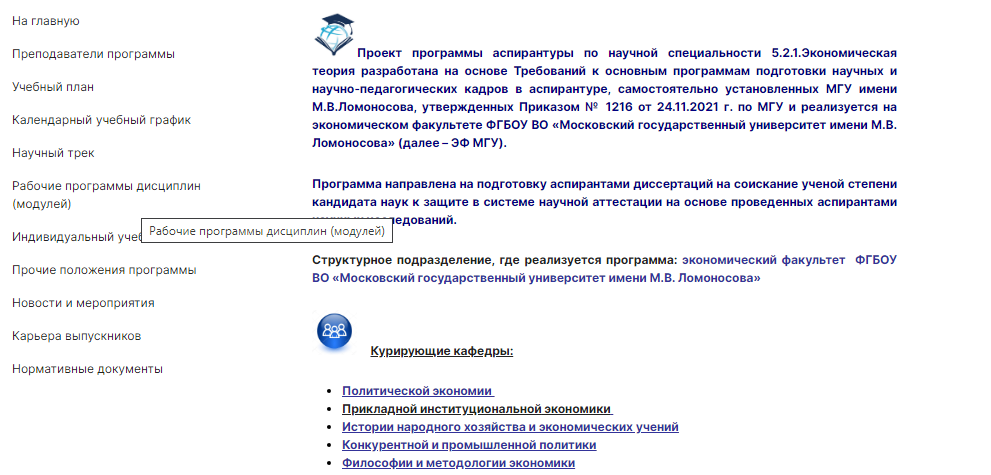 На главную
Преподаватели программы
Учебный план
Календарный учебный график
Научный трек
Рабочие программы дисциплин
(модулей)
Индивидуальный
Прочие положения программы
Новости и мероприятия
Карьера выпускников
Нормативные документы
Рабочие программы дисциплин (модулей)
Проект программы аспирантуры по научной специальности 5.2.1.Экономическая
теория разработана на основе Требований к основным программам подготовки научных и
научно-педагогических кадров в аспирантуре, самостоятельно установленных МГУ имени
М.В.Ломоносова, утвержденных Приказом № 1216 от 24.11.2021 г. по МГУ и реализуется на
экономическом факультете ФГБОУ ВО «Московский государственный университет имени М.В.
Ломоносова» (далее – ЭФ МГУ).
Программа направлена на подготовку аспирантами диссертаций на соискание ученой степени
кандидата наук к защите в системе научной аттестации на основе проведенных аспирантами
Структурное подразделение, где реализуется программа: экономический факультет ФГБОУ
ВО «Московский государственный университет имени М.В. Ломоносова»
Курирующие кафедры:
Политической экономии
Прикладной институциональной экономики
Истории народного хозяйства и экономических учений
Конкурентной и промышленной политики
Философии и методологии экономики